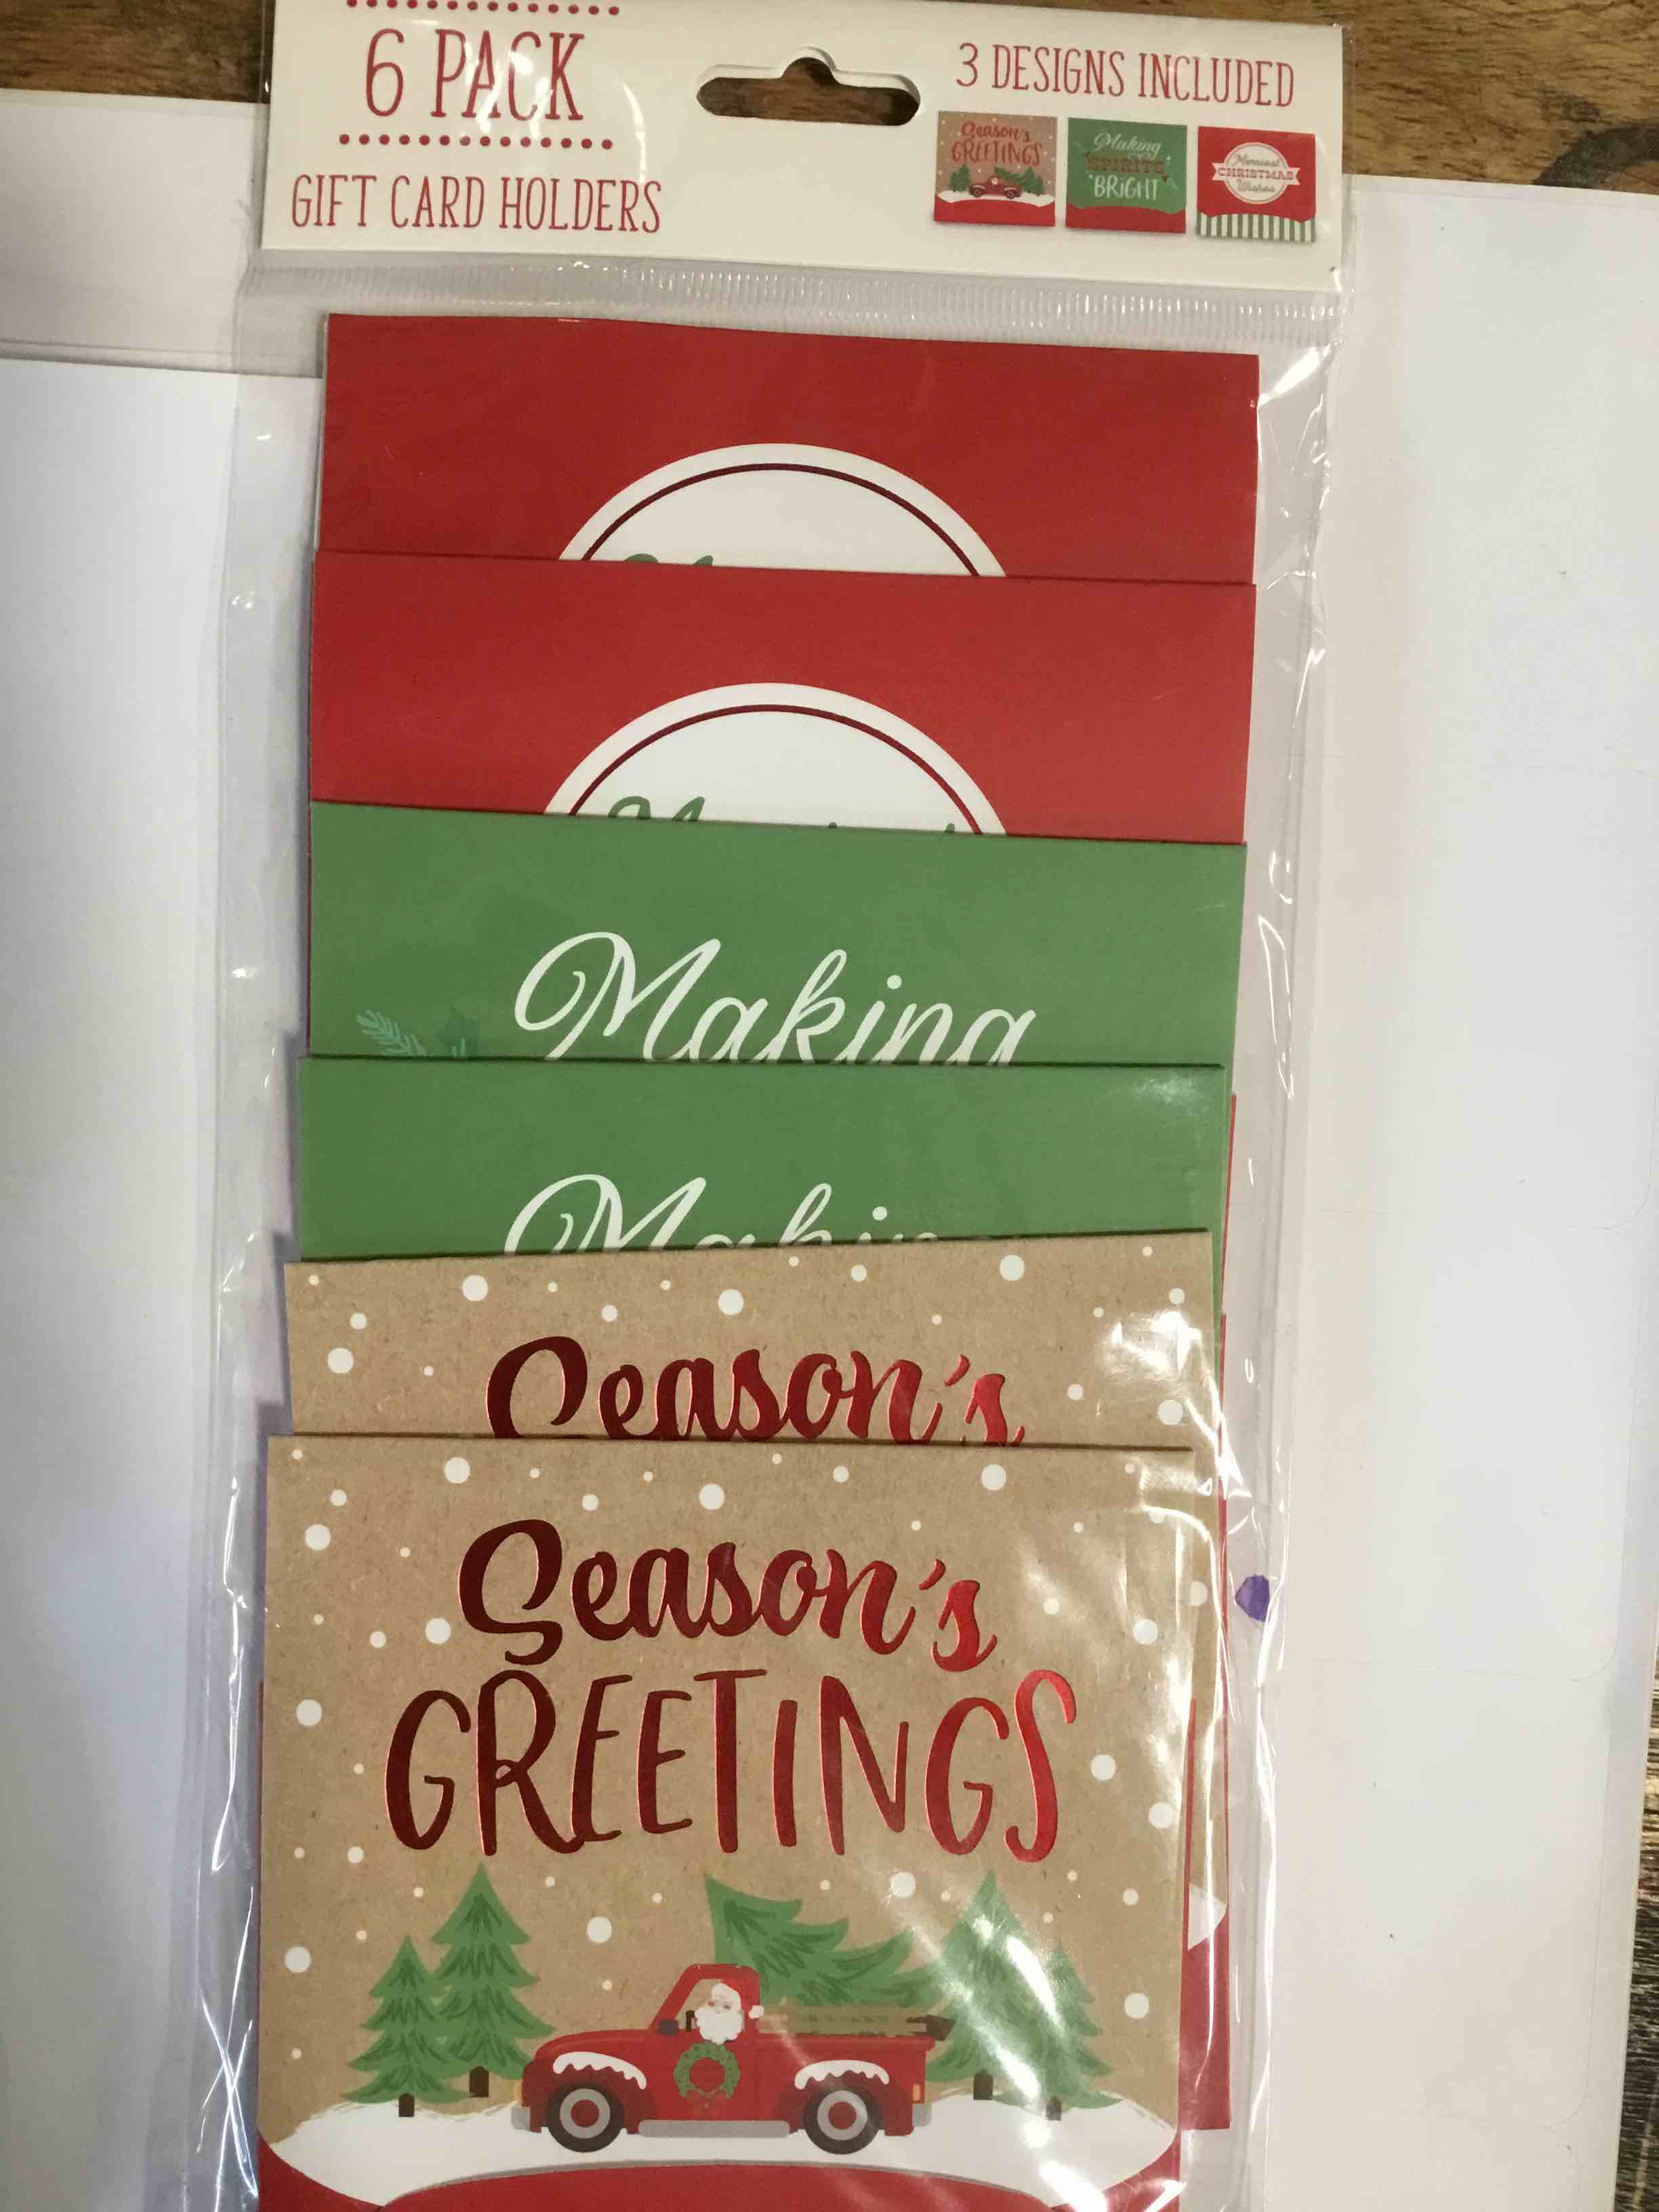 6 PACK
GIFT CARD HOLDERS
3 DESIGNS INCLUDED
Season's
GREETINGS
Making
SPIRITS
BRIGHT
Merriest
CHRISTMAS
Wishes
Making
Making
Season's
Season's
GREETINGS